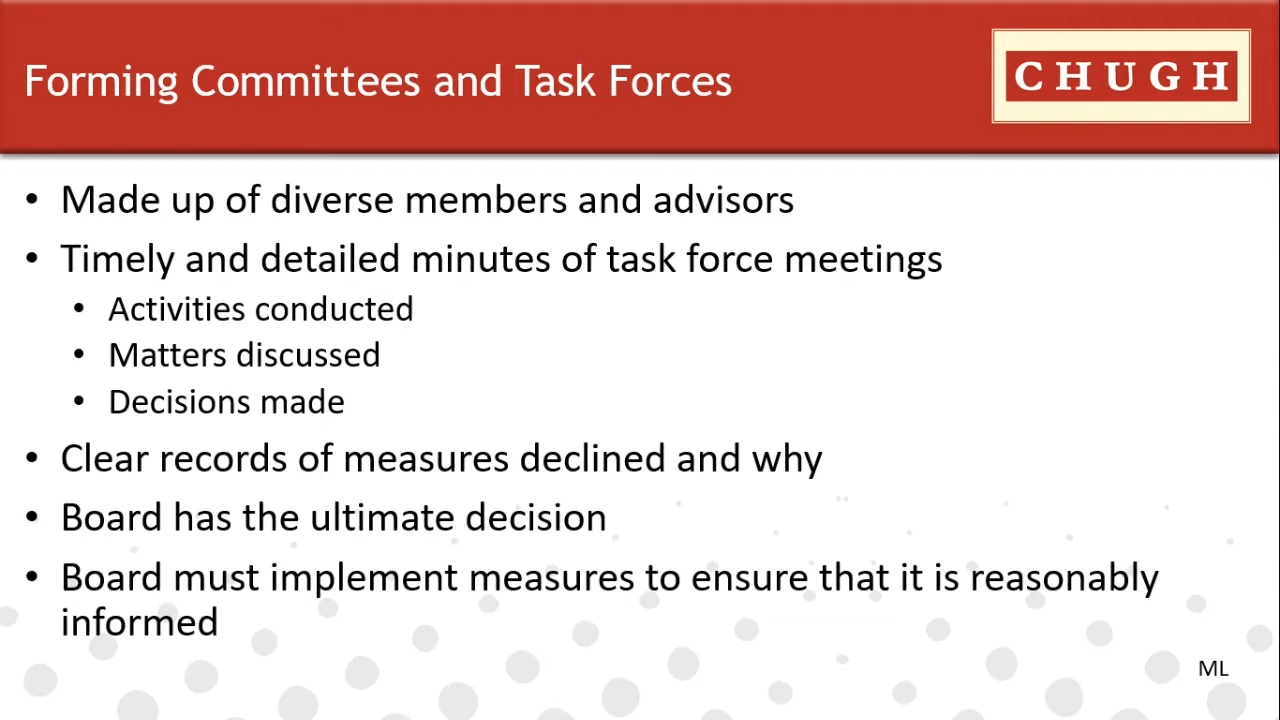 Forming Committees and Task Forces
CHUGH
• Made up of diverse members and advisors
• Timely and detailed minutes of task force meetings
• Activities conducted
• Matters discussed
• Decisions made
• Clear records of measures declined and why
• Board has the ultimate decision
• Board must implement measures to ensure that it is reasonably
informed
ML